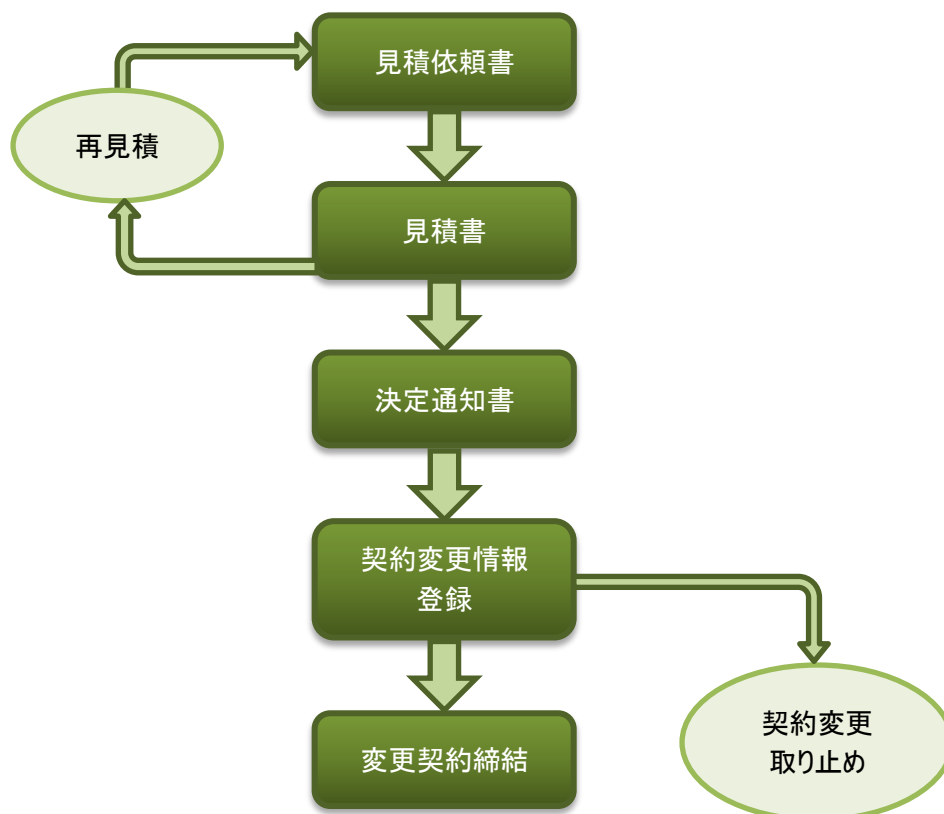 見積依頼書
再見積
見積書
決定通知書
契約変更情報
登録
変更契約締結
契約変更
取り止め